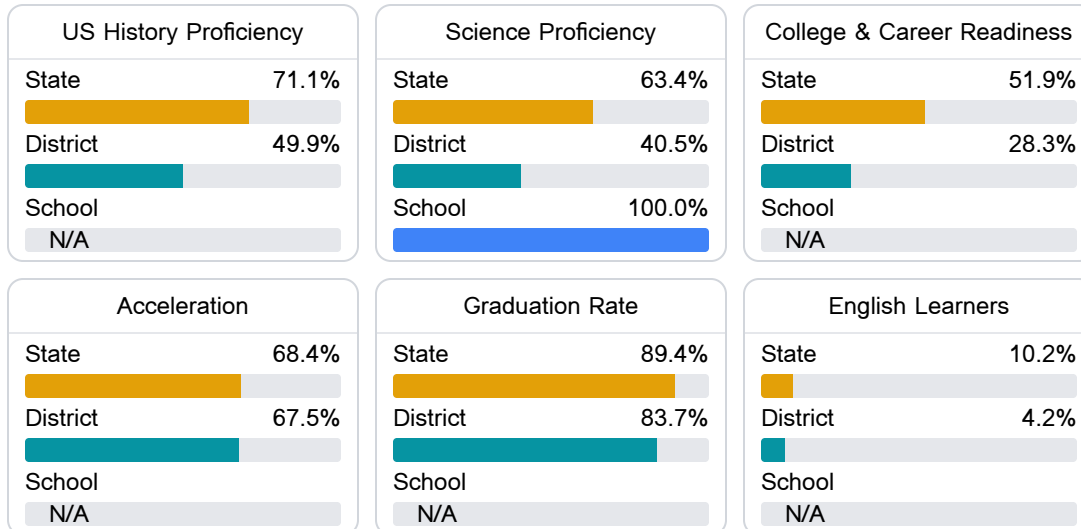 US History Proficiency
State 71.1%
District 49.9%
School
N/A
Science Proficiency
State 63.4%
District 40.5%
School 100.0%
College & Career Readiness
State 51.9%
District 28.3%
School
N/A
Acceleration
State 68.4%
District 67.5%
School
N/A
Graduation Rate
State 89.4%
District 83.7%
School
N/A
English Learners
State 10.2%
District 4.2%
School
N/A